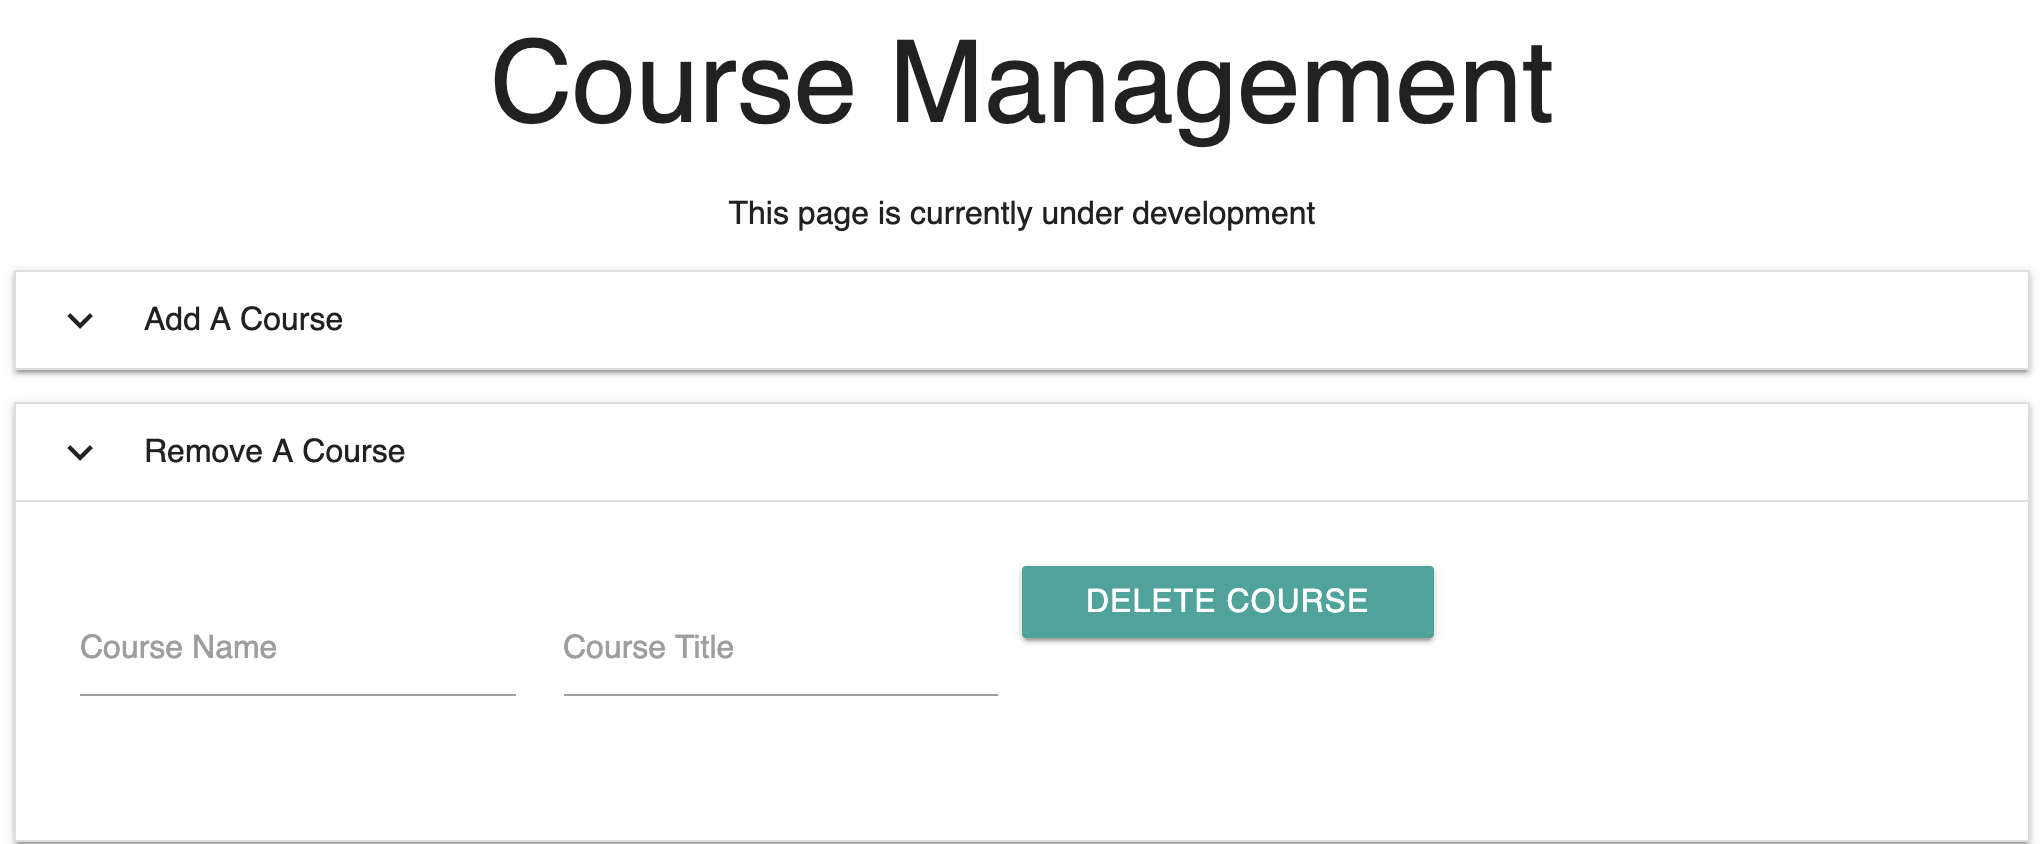 Course Management
This page is currently under development
Add A Course
Remove A Course
DELETE COURSE
Course Name
Course Title